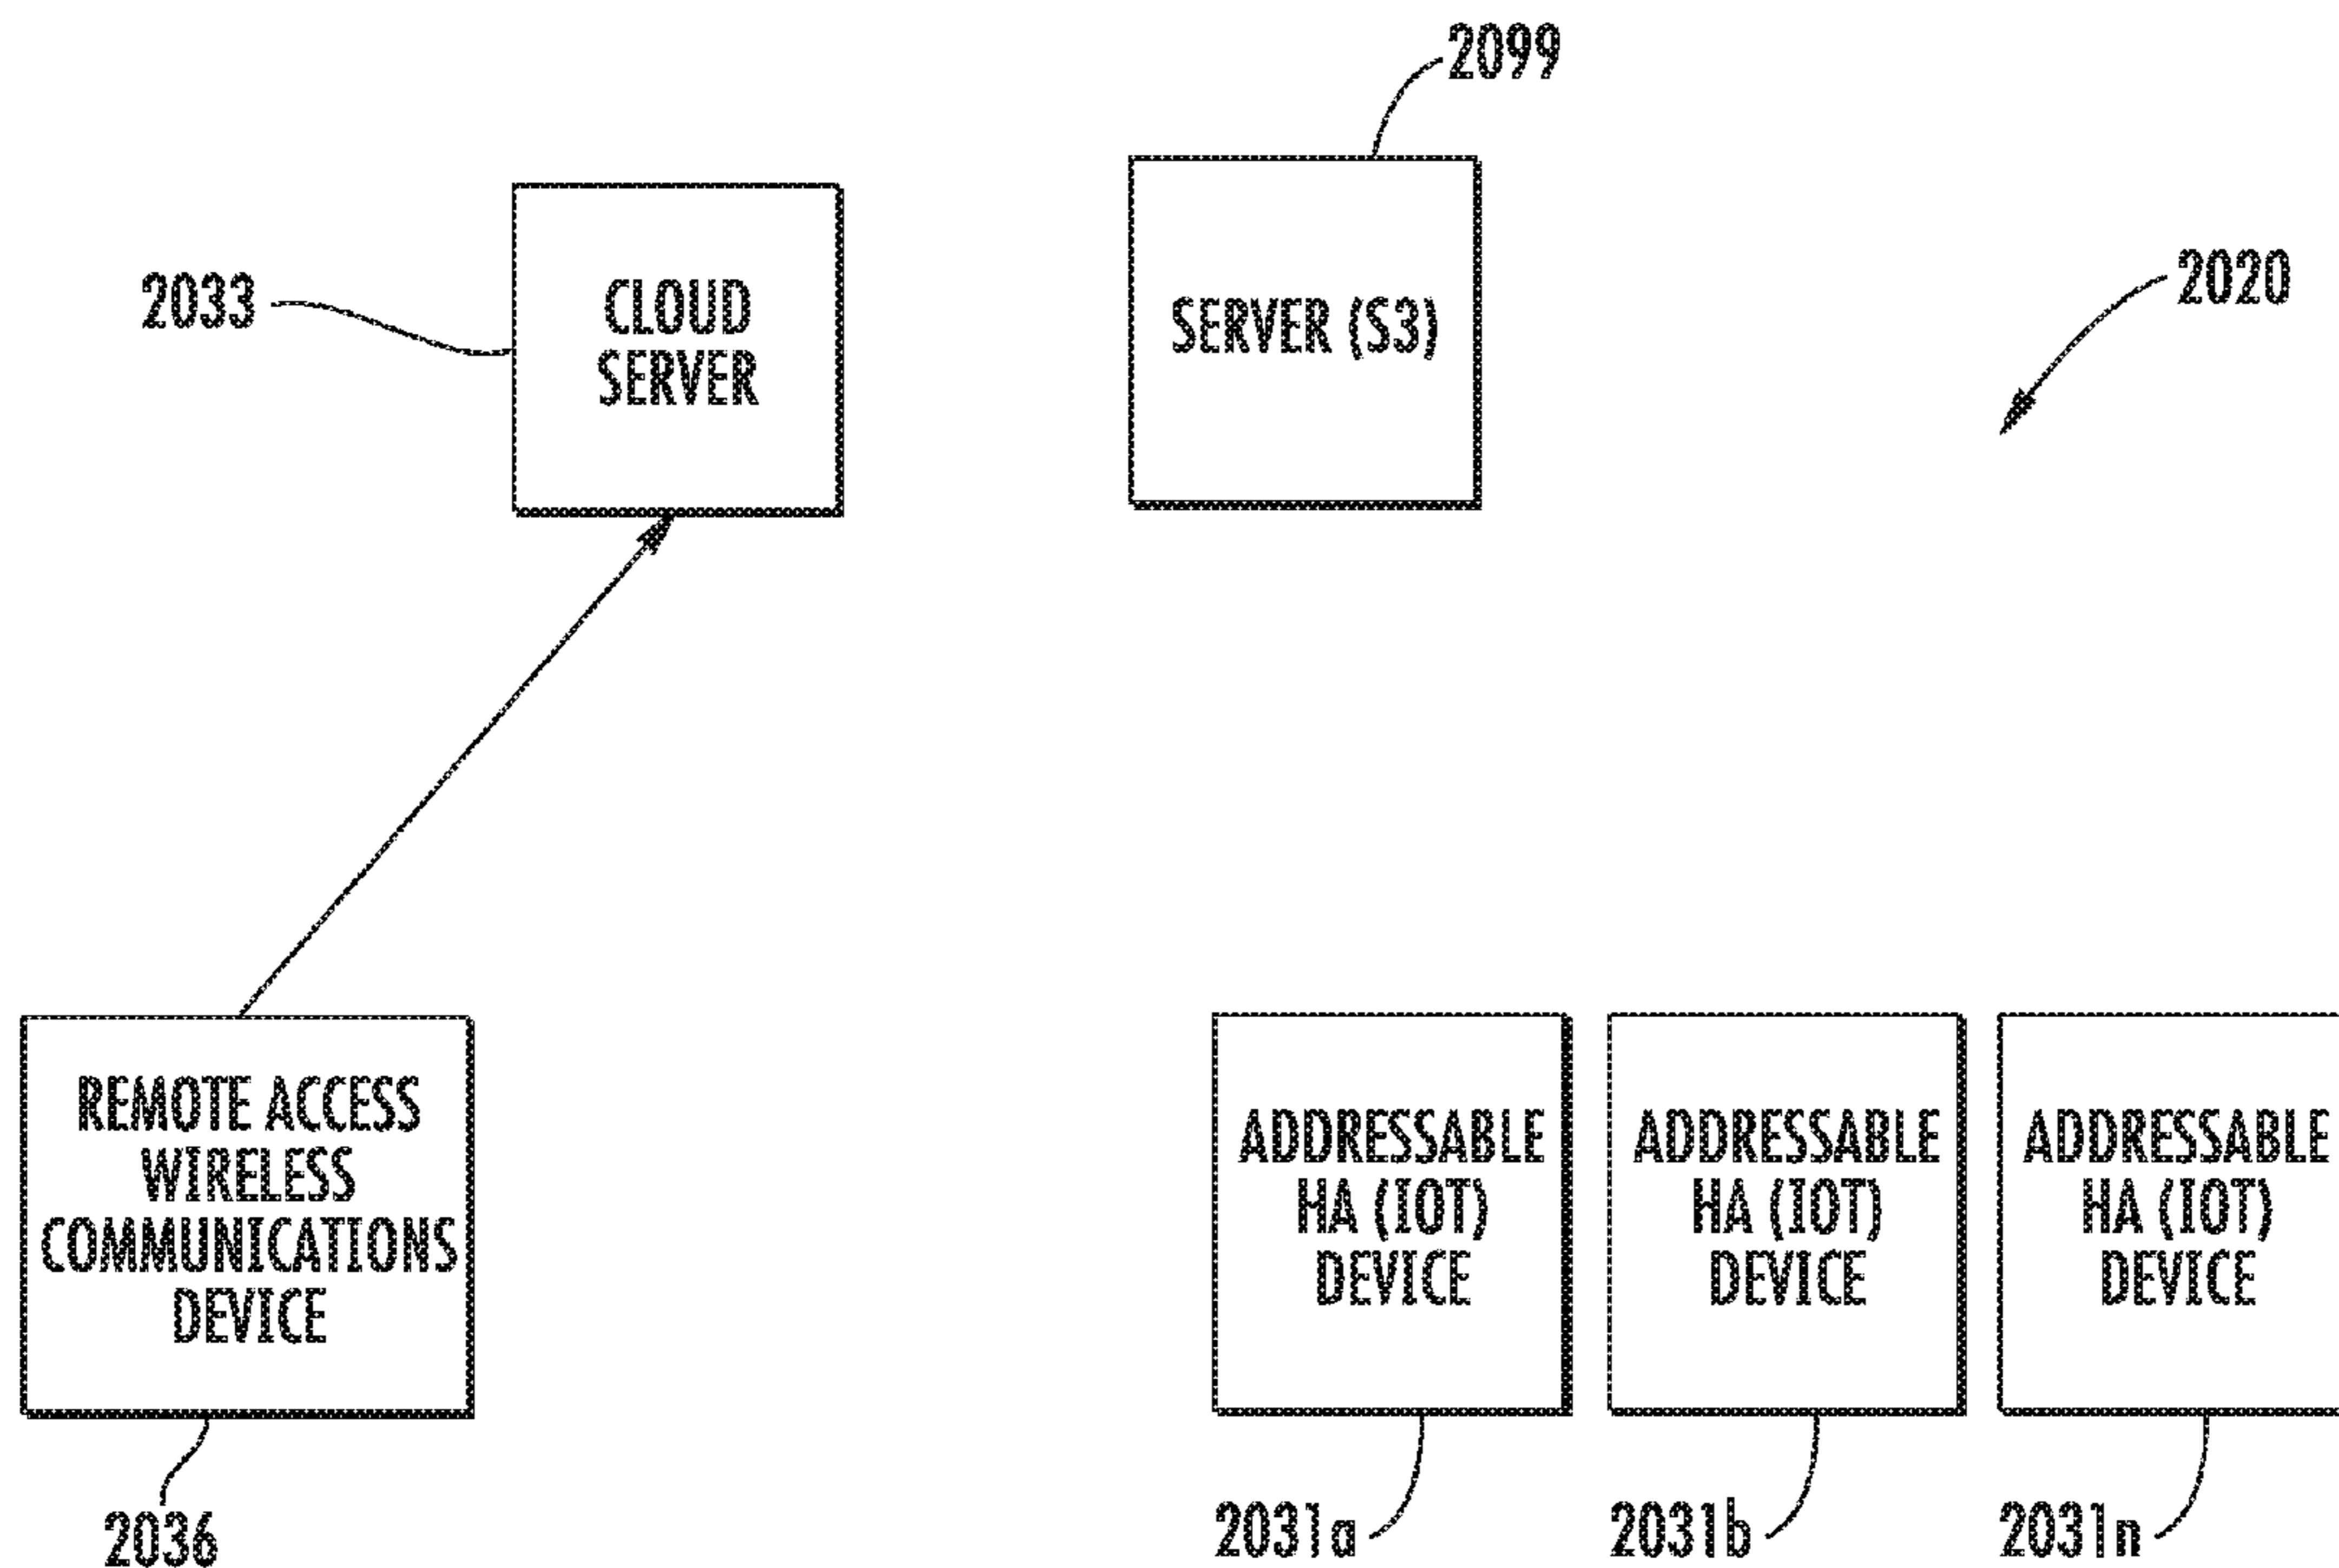 2099
2033
CLOUD
SERVER
SERVER (S3)
2020
REMOTE ACCESS
WIRELESS
COMMUNICATIONS
DEVICE
ADDRESSABLE
HA (IOT)
DEVICE
ADDRESSABLE
HA (IOT)
DEVICE
ADDRESSABLE
HA (IOT)
DEVICE
2036
2031a
2031b
2031n